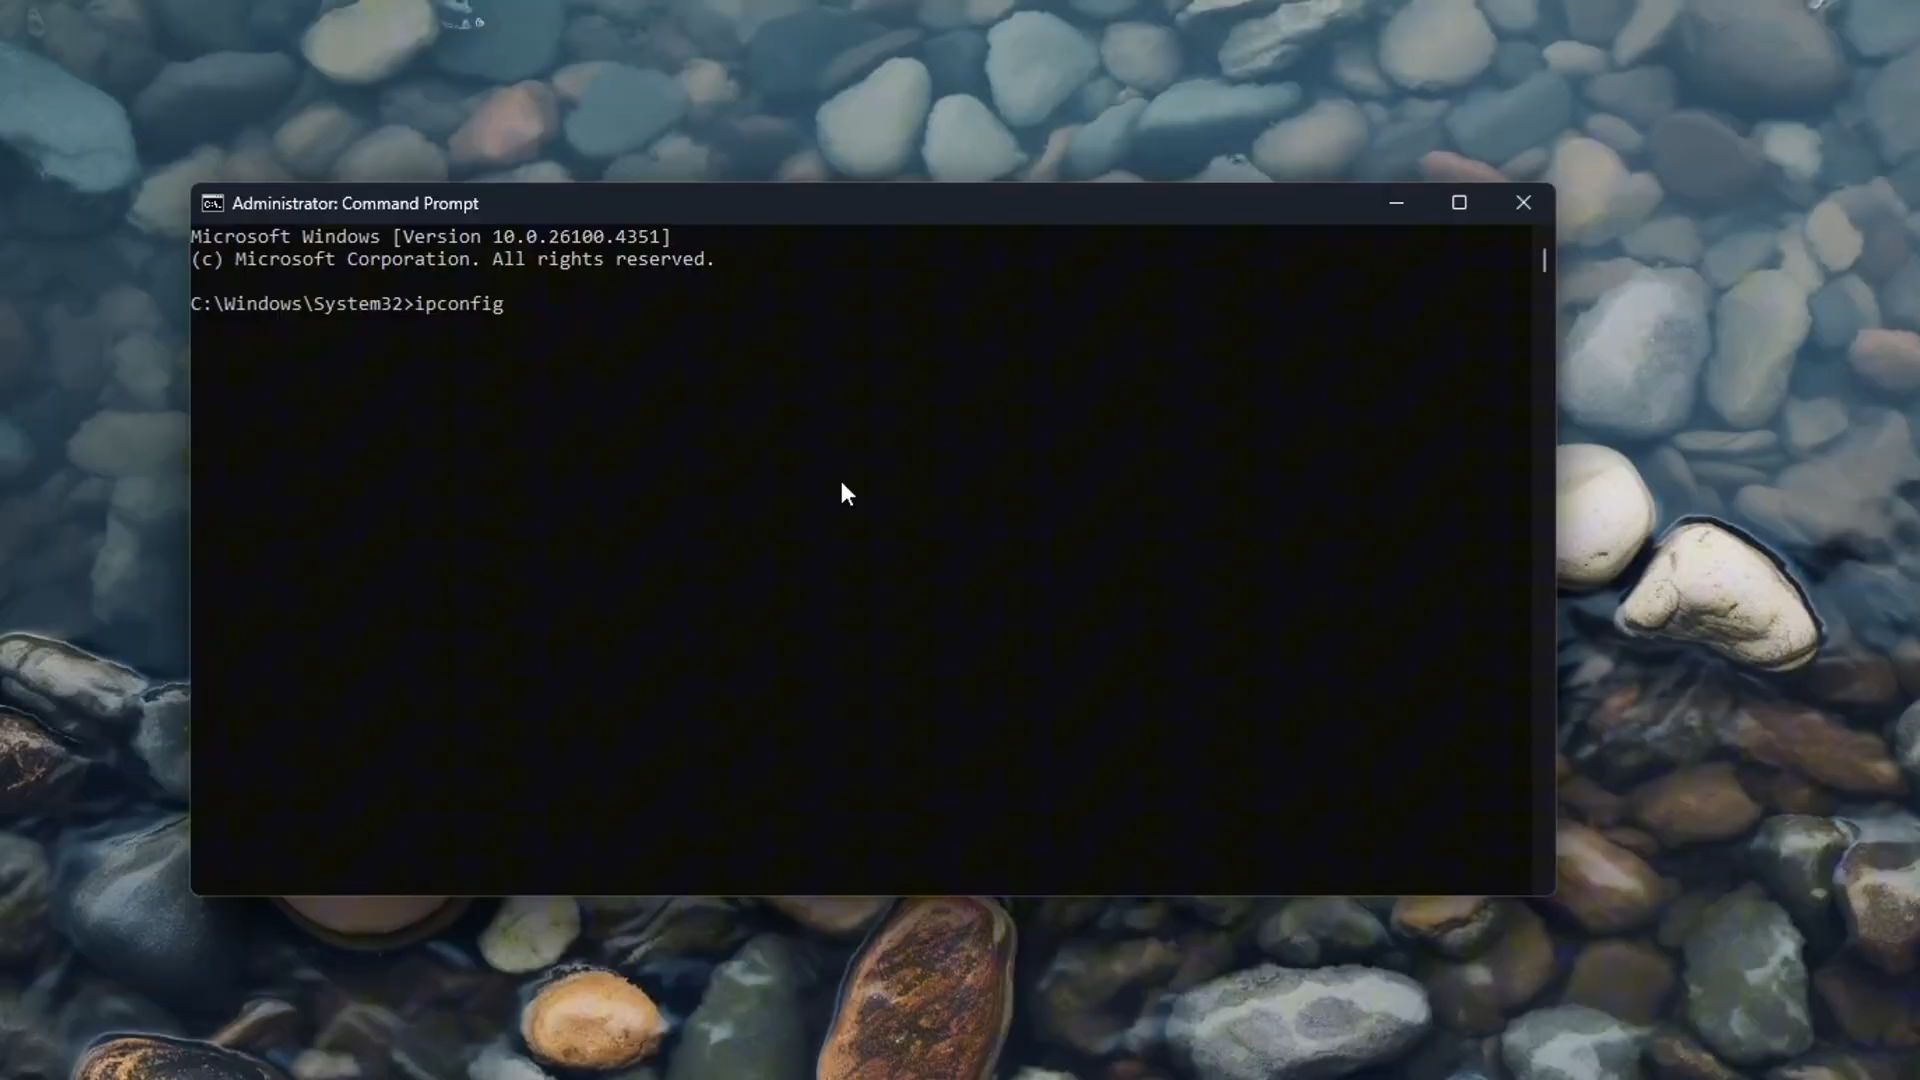 Administrator: Command Prompt
Microsoft Windows [Version 10.0.26100.4351]
(c) Microsoft Corporation. All rights reserved.
C:\Windows\System32>ipconfig